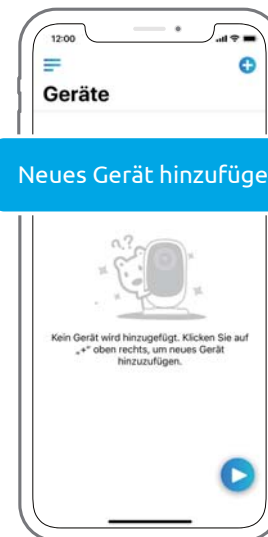 12:00
Geräte
Neues Gerät hinzufüge
?.?
Kein Gerät wird hinzugefügt. Klicken Sie auf
„+“ oben rechts, um neues Gerät
hinzuzufügen.